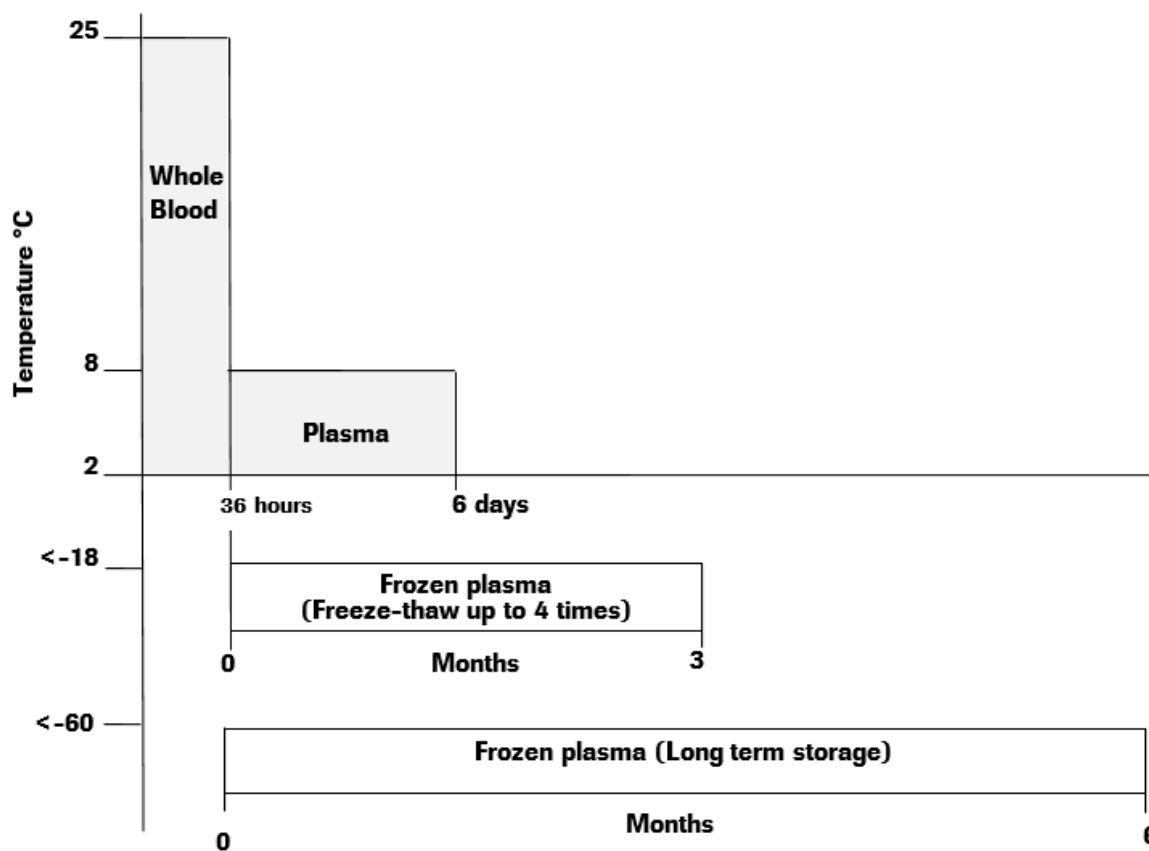 25
Whole
Blood
Temperature °C
8
Plasma
2
36 hours
6 days
<-18
Frozen plasma
(Freeze-thaw up to 4 times)
0
Months
3
<-60
Frozen plasma (Long term storage)
0
Months
6